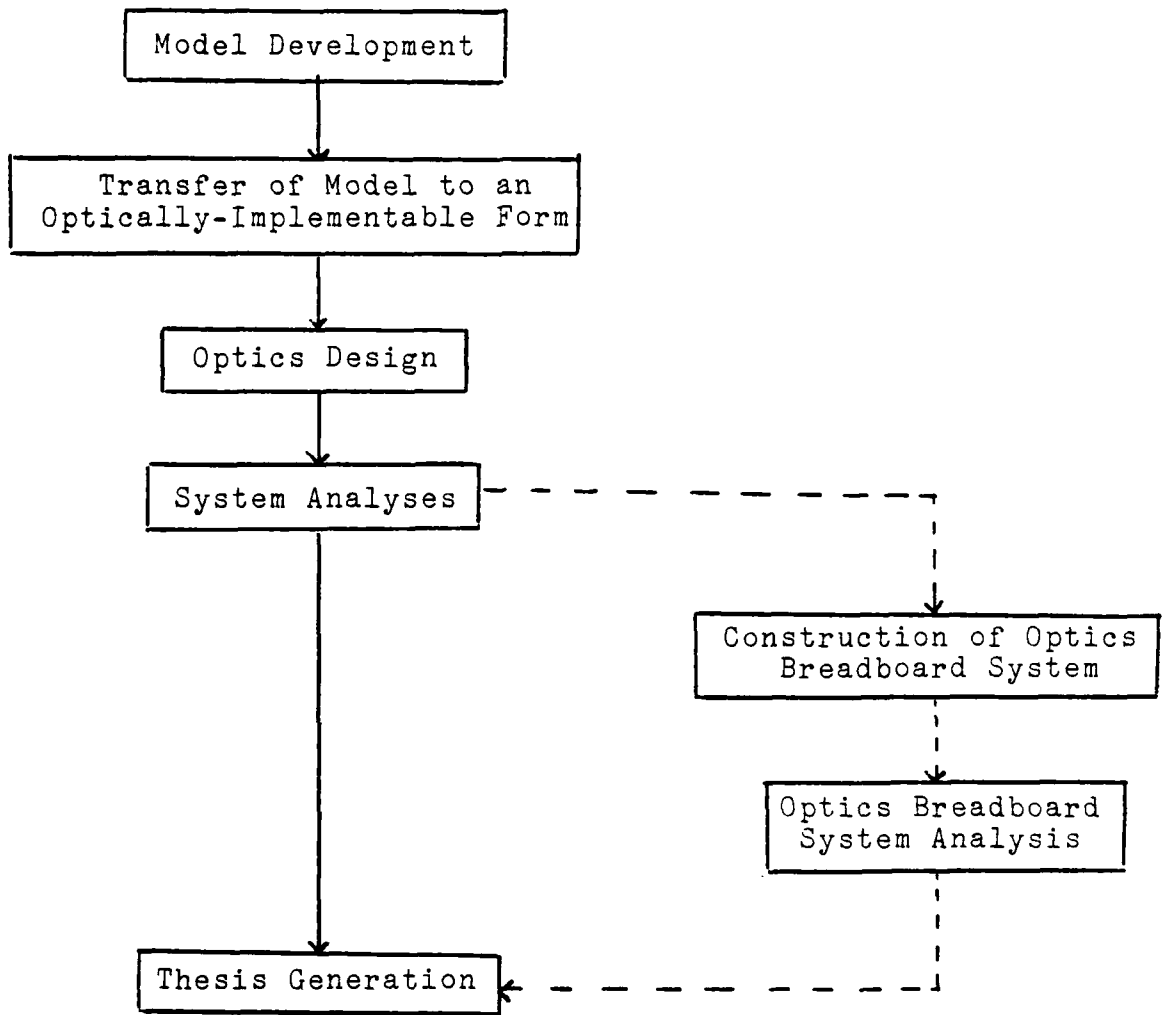 Model Development
Transfer of Model to an
Optically-Implementable Form
Optics Design
System Analyses
Construction of Optics
Breadboard System
Optics Breadboard
System Analysis
Thesis Generation